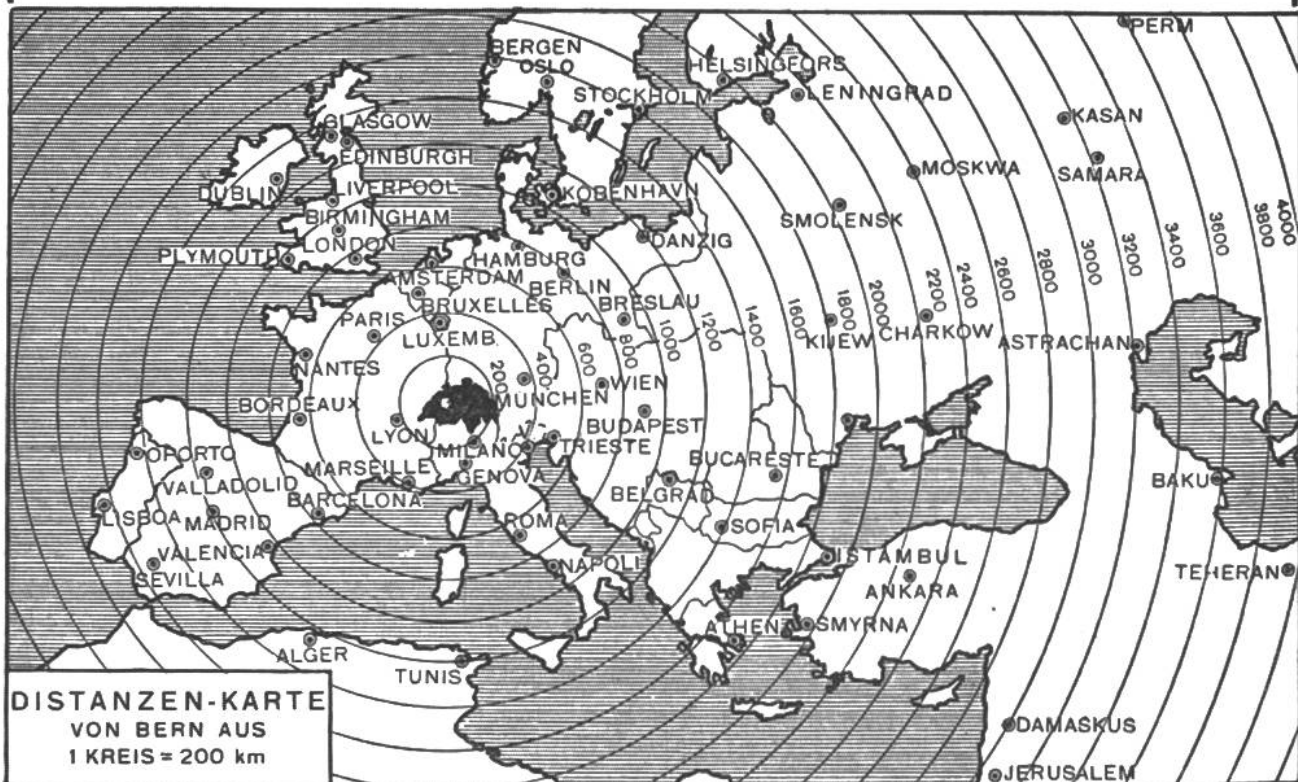 PERM
BERGEN
OSLO
HELSINGFORS
STOCKHOLM
LENINGRAD
KASAN
GLASGOW
EDINBURGH
MOSKWA
SAMARA
DUBLIN
LIVERPOOL
KOBENHAVN
BIRMINGHAM
SMOLENSK
LONDON
DANZIG
PLYMOUTH
HAMBURG
AMSTERDAM
BERLIN
BRUXELLES
BRESLAU
PARIS
LUXEMB.
KIJEW
CHARKOW
ASTRACHAN
NANTES
WIEN
MÜNCHEN
BORDEAUX
BUDAPEST
LYON
MILANO
TRIESTE
OPORTO
MARSEILLE
GENOVA
BUCAREST
VALLADOLID
BARCELONA
BELGRAD
BAKU
LISBOA
MADRID
ROMA
SOFIA
VALENCIA
SEVILLA
NAPOLI
ISTAMBUL
TEHERAN
ANKARA
ATHEN
SMYRNA
ALGER
TUNIS
DAMASKUS
JERUSALEM
200
400
600
800
1000
1200
1400
1600
1800
2000
2200
2400
2600
2800
3000
3200
3400
3600
3800
4000
DISTANZEN-KARTE
VON BERN AUS
1 KREIS = 200 km